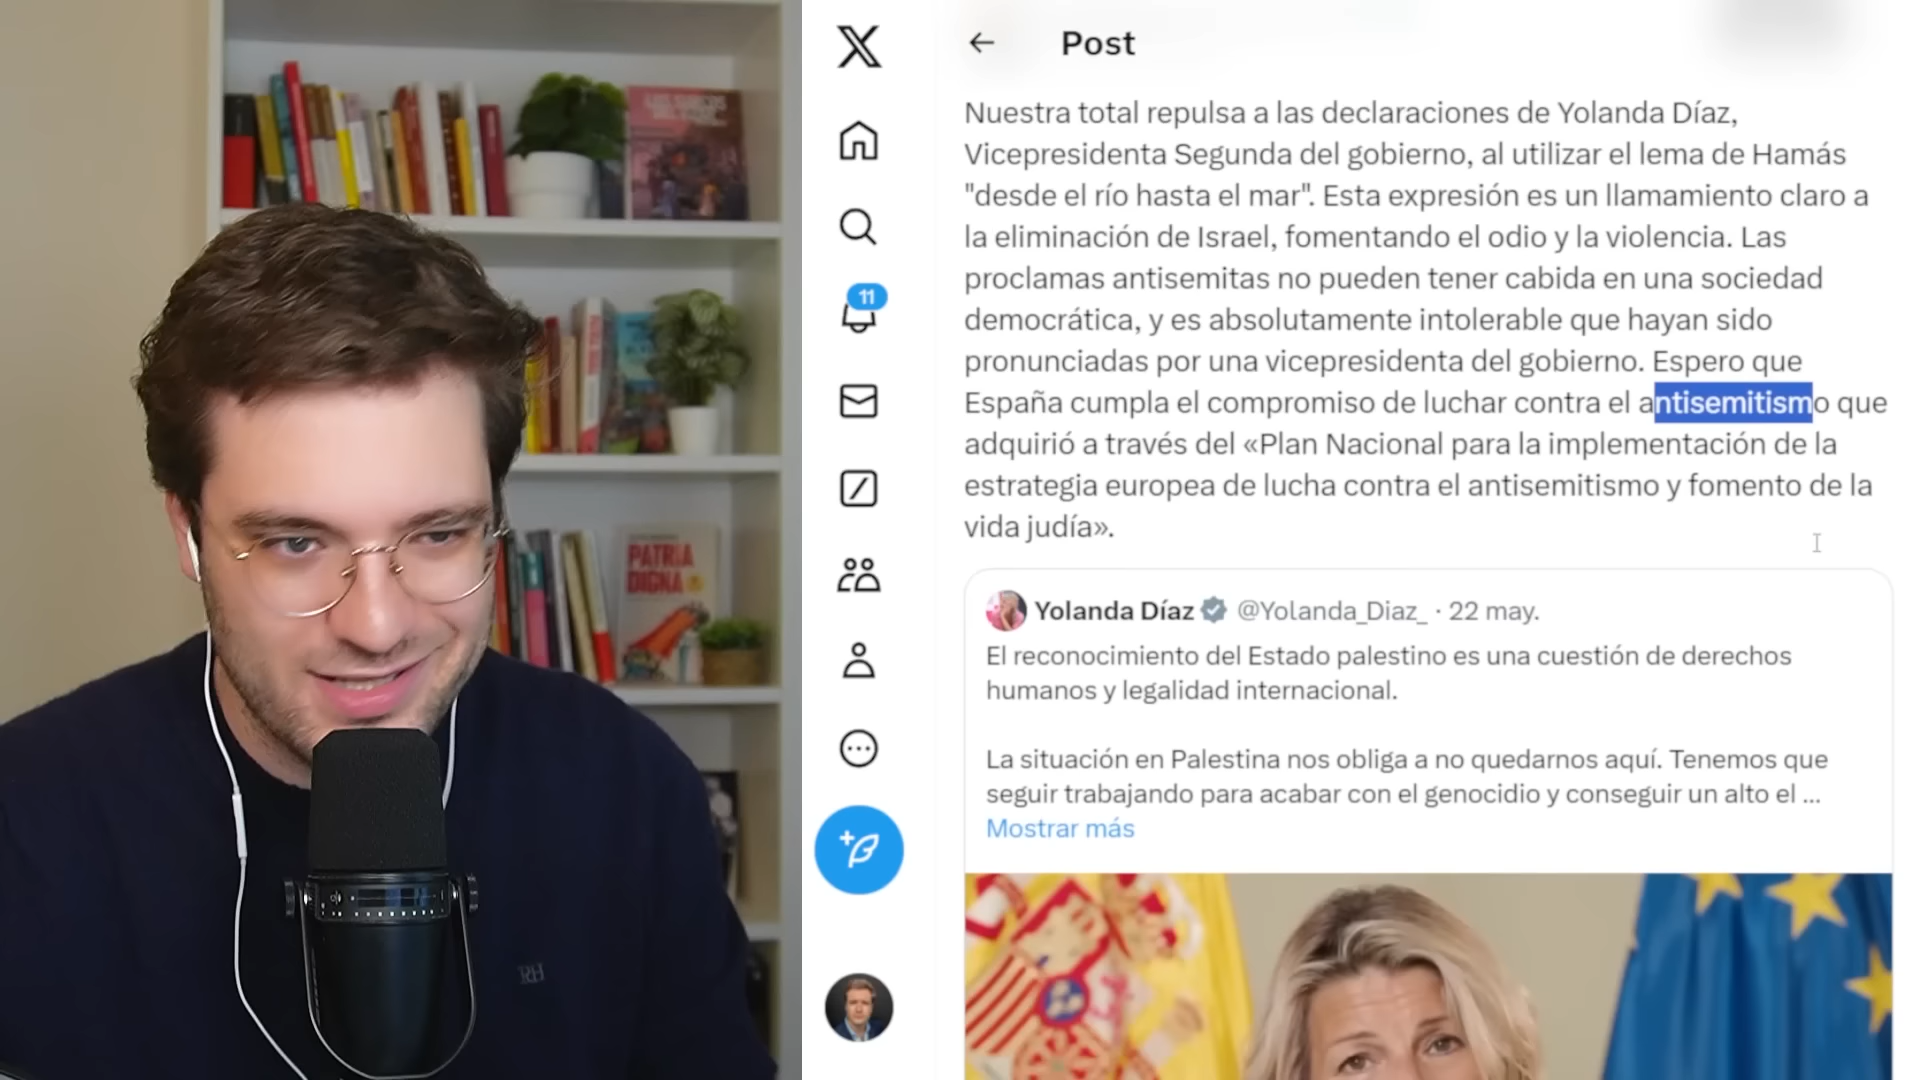 Post
Nuestra total repulsa a las declaraciones de Yolanda Díaz,
Vicepresidenta Segunda del gobierno, al utilizar el lema de Hamás
"desde el río hasta el mar". Esta expresión es un llamamiento claro a
la eliminación de Israel, fomentando el odio y la violencia. Las
proclamas antisemitas no pueden tener cabida en una sociedad
democrática, y es absolutamente intolerable que hayan sido
pronunciadas por una vicepresidenta del gobierno. Espero que
España cumpla el compromiso de luchar contra el antisemitismo que
adquirió a través del «Plan Nacional para la implementación de la
estrategia europea de lucha contra el antisemitismo y fomento de la
vida judía».
Yolanda Díaz @Yolanda_Diaz_ · 22 may.
El reconocimiento del Estado palestino es una cuestión de derechos
humanos y legalidad internacional.
La situación en Palestina nos obliga a no quedarnos aquí. Tenemos que
seguir trabajando para acabar con el genocidio y conseguir un alto el ...
Mostrar más
11
PATRIA
DIGNA
RH